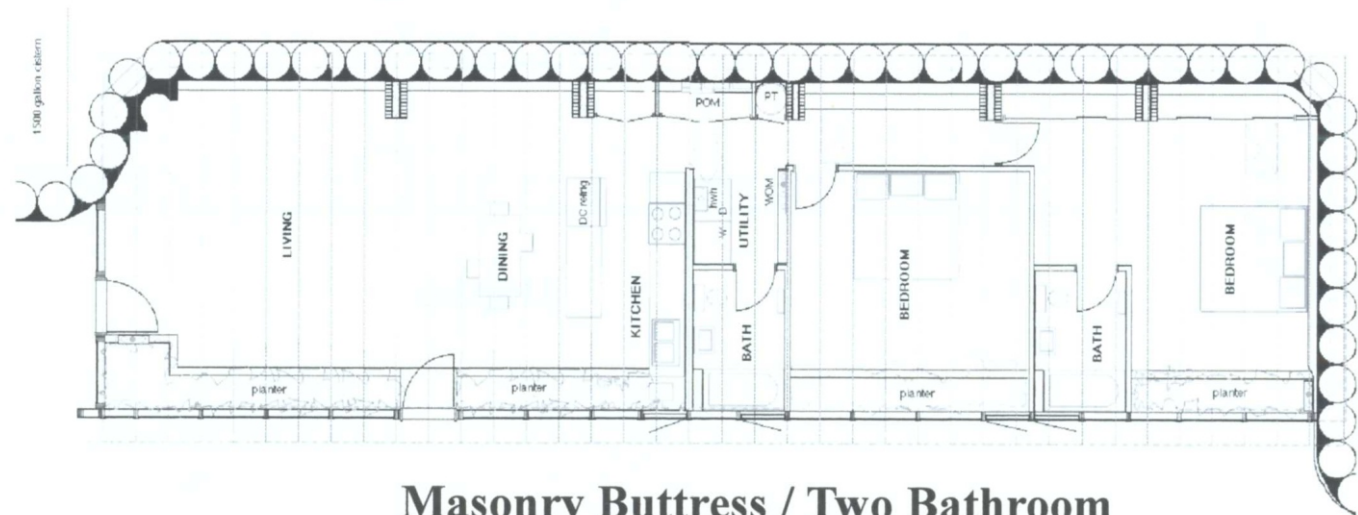 1500 gallon cistern
POM
PT
LIVING
DINING
DC refrig
KITCHEN
hwh
W D
UTILITY
WOM
BATH
BEDROOM
BATH
BEDROOM
planter
planter
planter
planter
Masonry Buttress / Two Bathroom